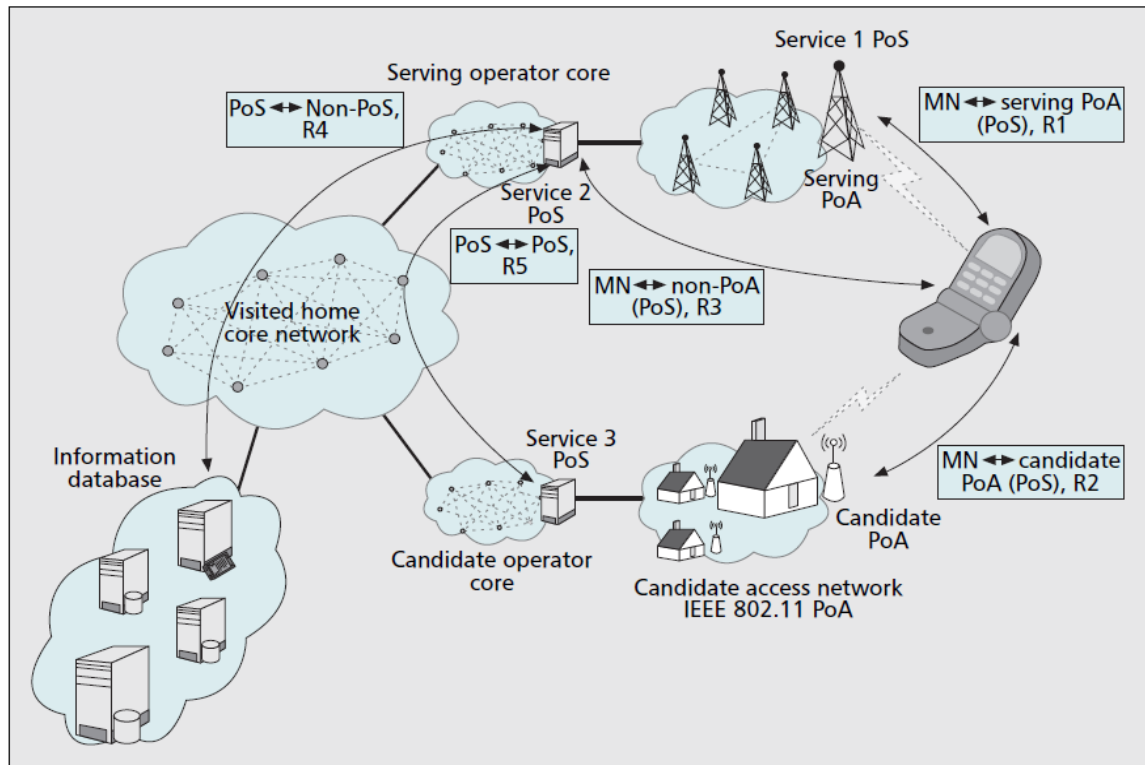 Service 1 PoS
Serving operator core
PoS ↔ Non-PoS,
R4
MN ↔ serving PoA
(PoS), R1
Serving
PoA
Service 2
PoS
PoS ↔ PoS,
R5
MN ↔ non-PoA
(PoS), R3
Visited home
core network
Information
database
Service 3
PoS
MN ↔ candidate
PoA (PoS), R2
Candidate
PoA
Candidate operator
core
Candidate access network
IEEE 802.11 PoA